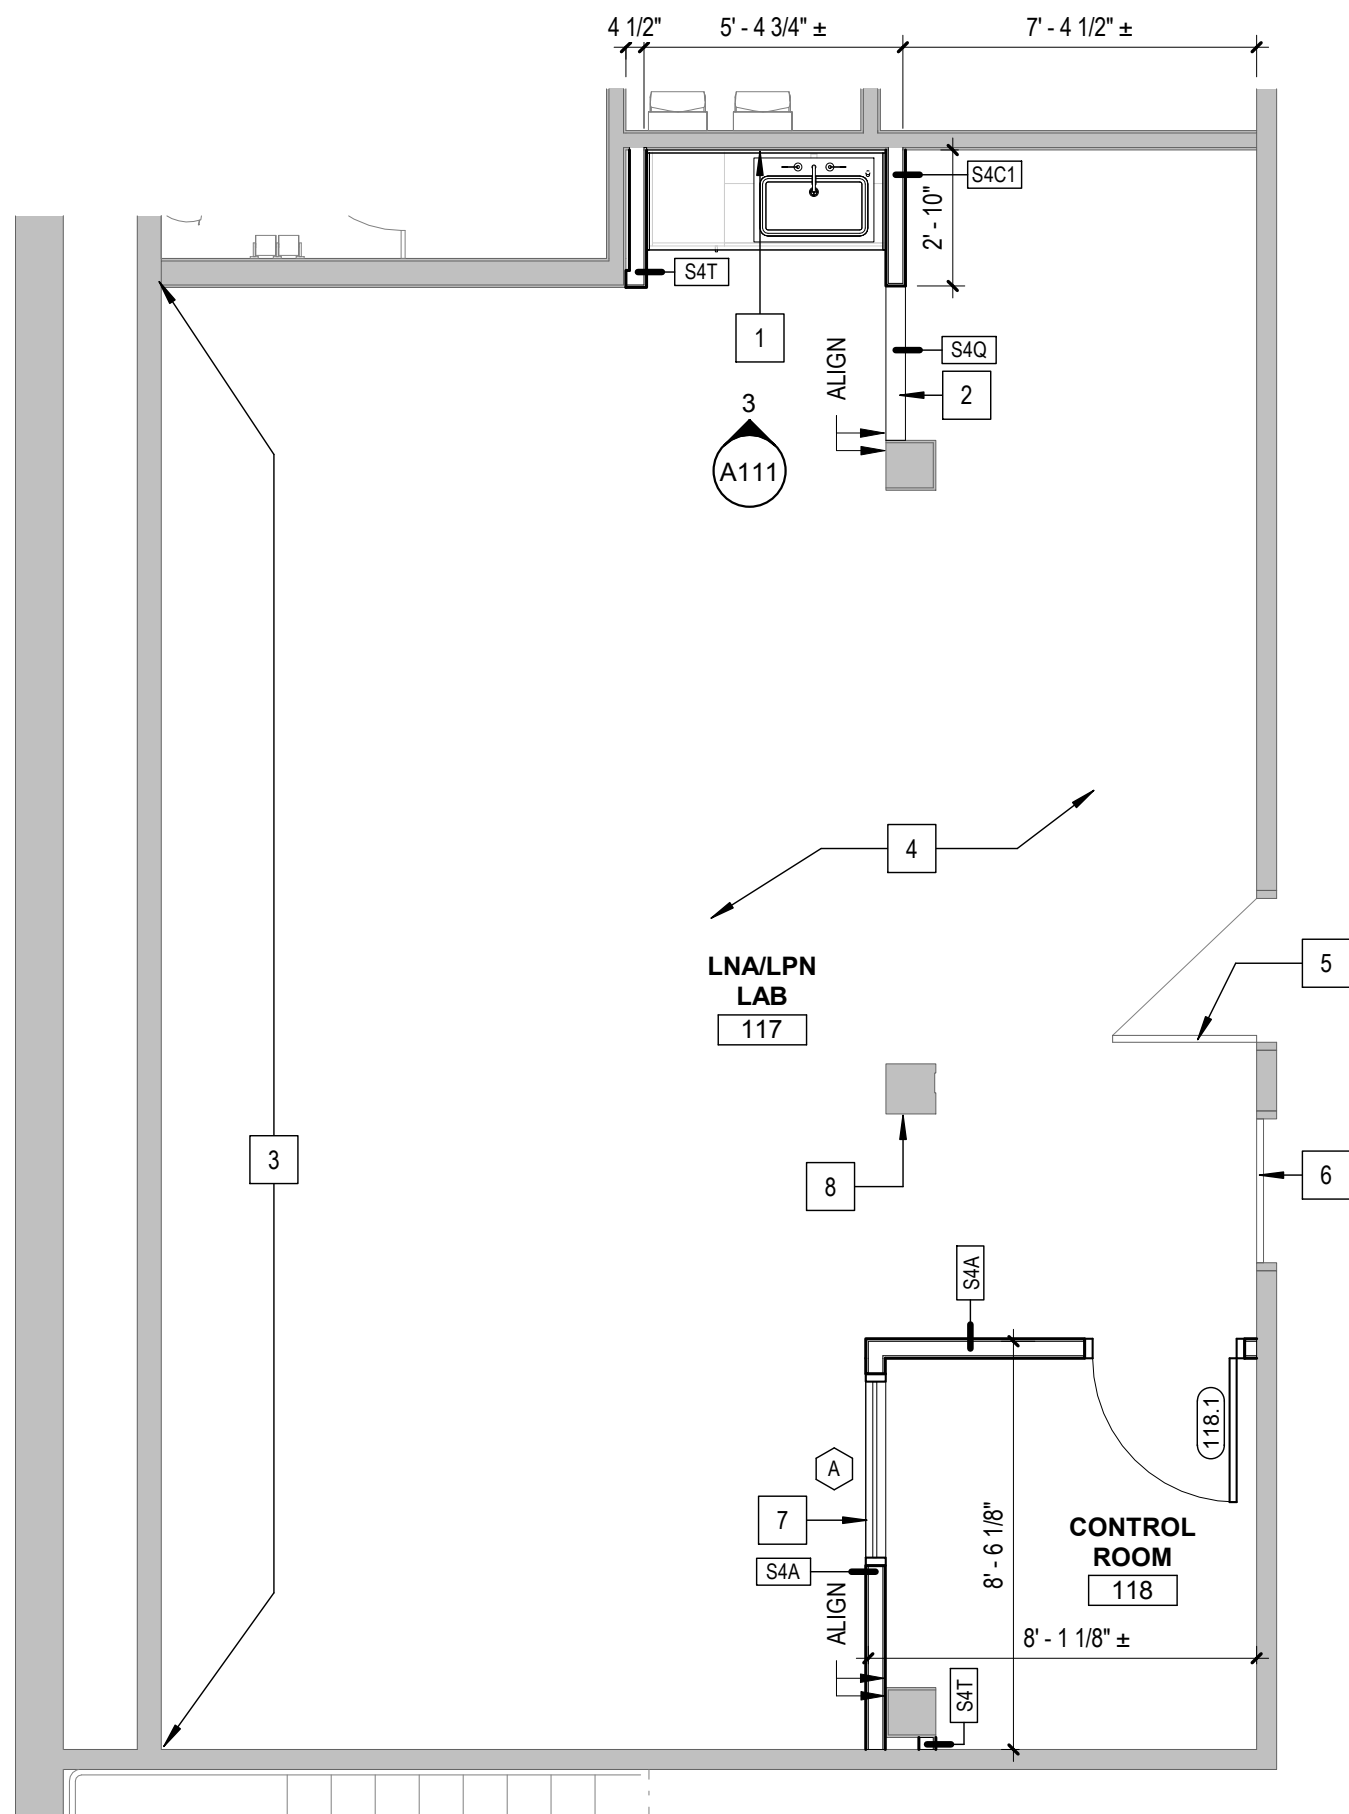 4 1/2"
5' - 4 3/4" ±
7' - 4 1/2" ±
S4C1
2' - 10"
S4T
1
S4Q
ALIGN
2
3
A111
4
LNA/LPN
LAB
117
5
3
8
6
S4A
118.1
A
7
8' - 6 1/8"
CONTROL
ROOM
118
S4A
ALIGN
8' - 1 1/8" ±
S4T